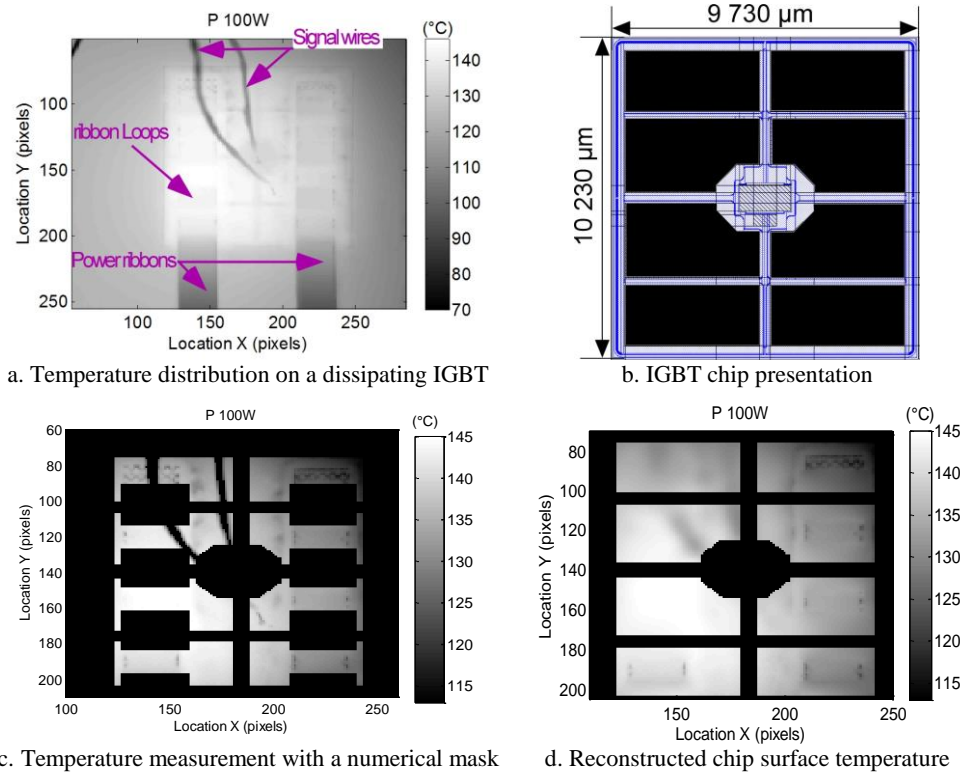 P 100W
(°C)
Signal wires
ribbon Loops
Power ribbons
Location Y (pixels)
100
150
200
250
100
150
200
250
Location X (pixels)
140
130
120
110
100
90
80
70
a. Temperature distribution on a dissipating IGBT
9 730 µm
10 230 µm
b. IGBT chip presentation
P 100W
(°C)
Location Y (pixels)
60
80
100
120
140
160
180
200
100
150
200
250
Location X (pixels)
145
140
135
130
125
120
115
c. Temperature measurement with a numerical mask
P 100W
(°C)
Location Y (pixels)
80
100
120
140
160
180
200
150
200
250
Location X (pixels)
145
140
135
130
125
120
115
d. Reconstructed chip surface temperature